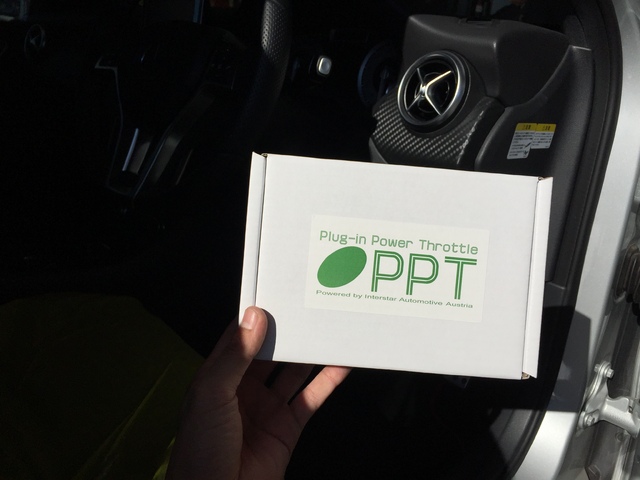 Plug-in Power Throttle
PPT
Powered by Interstar Automotive Austria